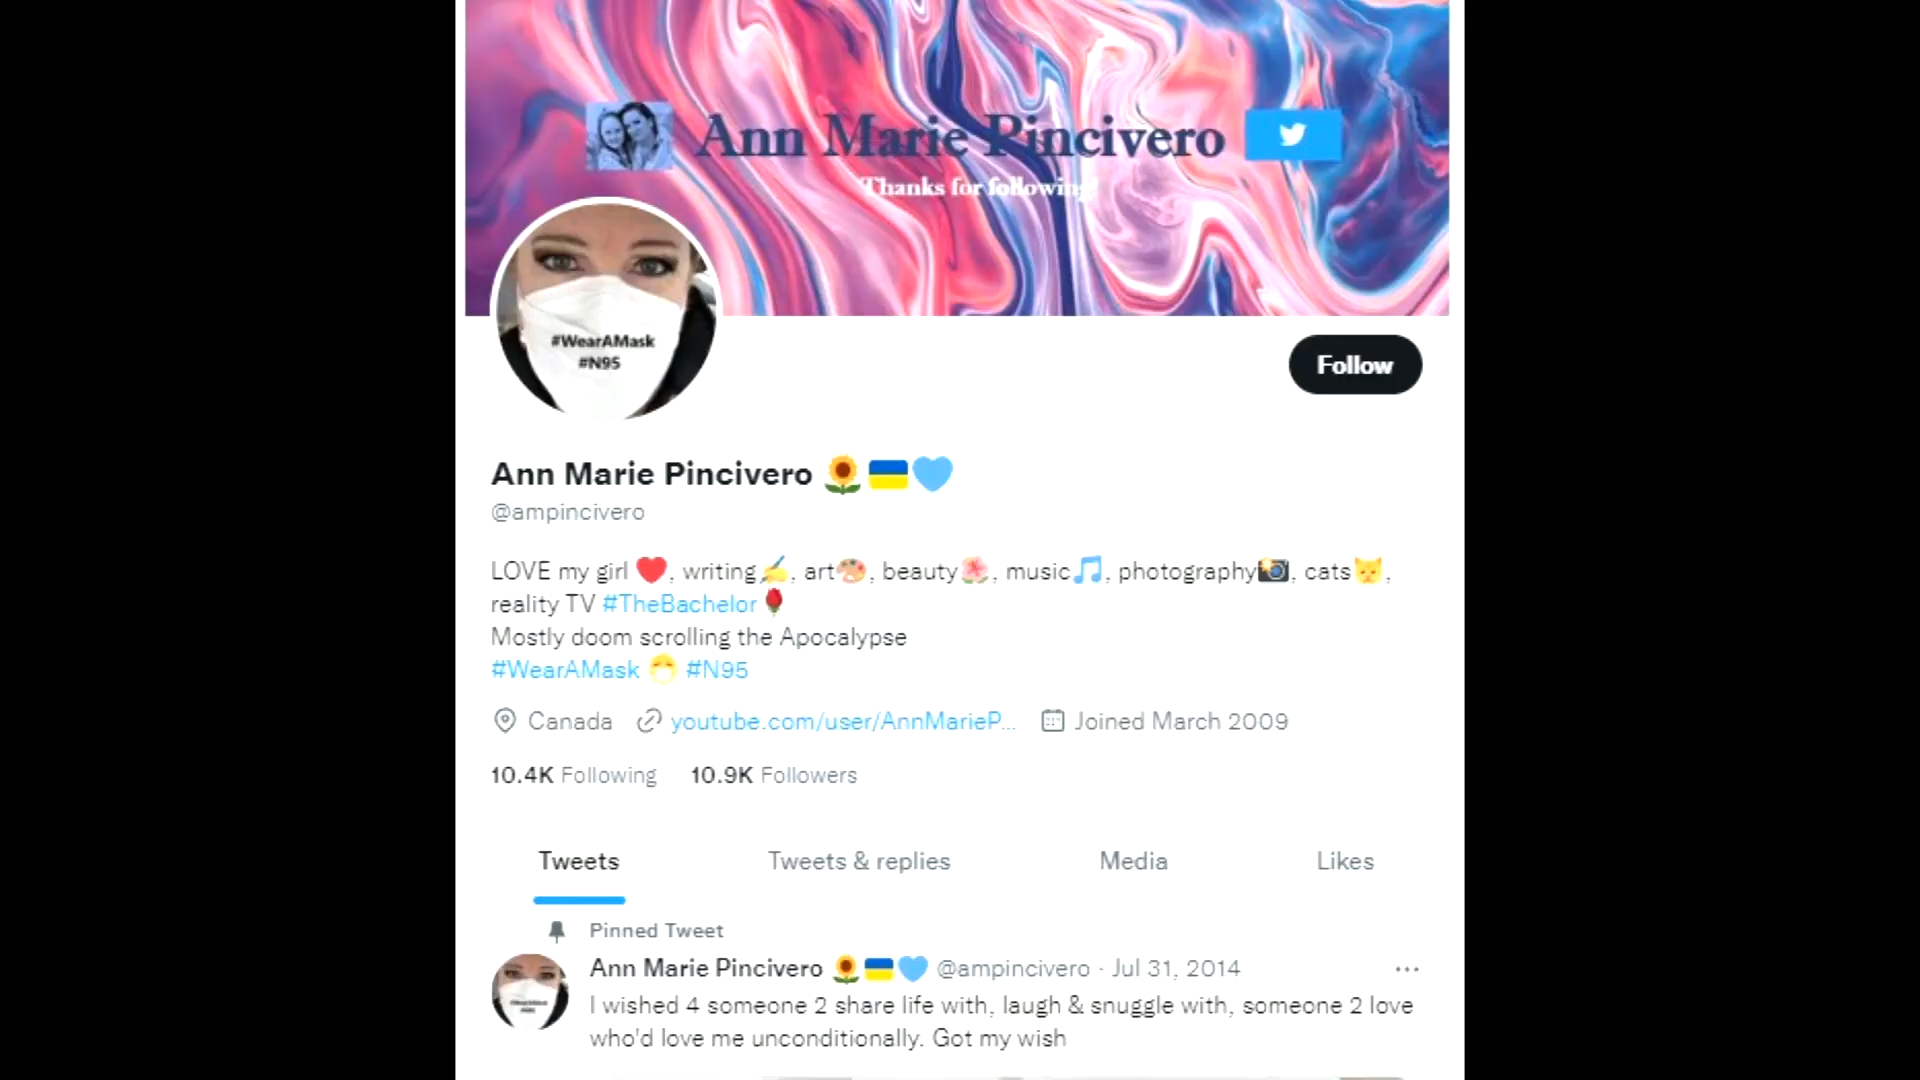 Ann Marie Pincivero
Thanks for following!
#WearAMask
#N95
Follow
Ann Marie Pincivero 🌻🇺🇦🩵
@ampincivero
LOVE my girl ❤️, writing✍️, art🎨, beauty🌺, music🎵, photography📸, cats🐱,
reality TV #TheBachelor🌹
Mostly doom scrolling the Apocalypse
#WearAMask 😷 #N95
Canada youtube.com/user/AnnMarieP... Joined March 2009
10.4K Following 10.9K Followers
Tweets Tweets & replies Media Likes
Pinned Tweet
Ann Marie Pincivero 🌻🇺🇦🩵 @ampincivero · Jul 31, 2014 ...
I wished 4 someone 2 share life with, laugh & snuggle with, someone 2 love
who'd love me unconditionally. Got my wish